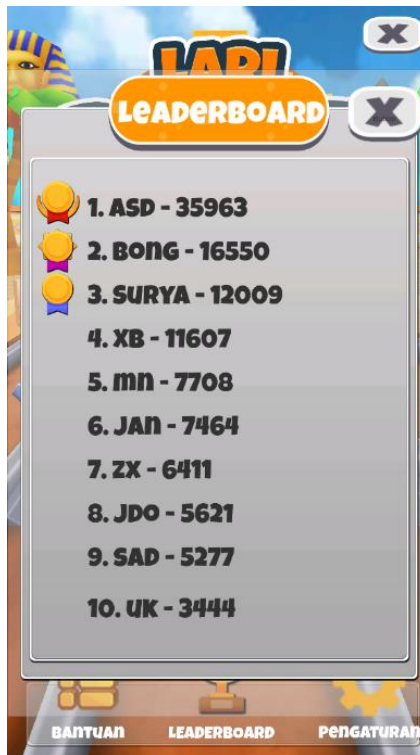 LARI
X
LEADERBOARD
X
1. ASD - 35963
2. BONG - 16550
3. SURYA - 12009
4. XB - 11607
5. MN - 7708
6. JAN - 7464
7. ZX - 6411
8. JDO - 5621
9. SAD - 5277
10. UK - 3444
BANTUAN LEADERBOARD PENGATURAN